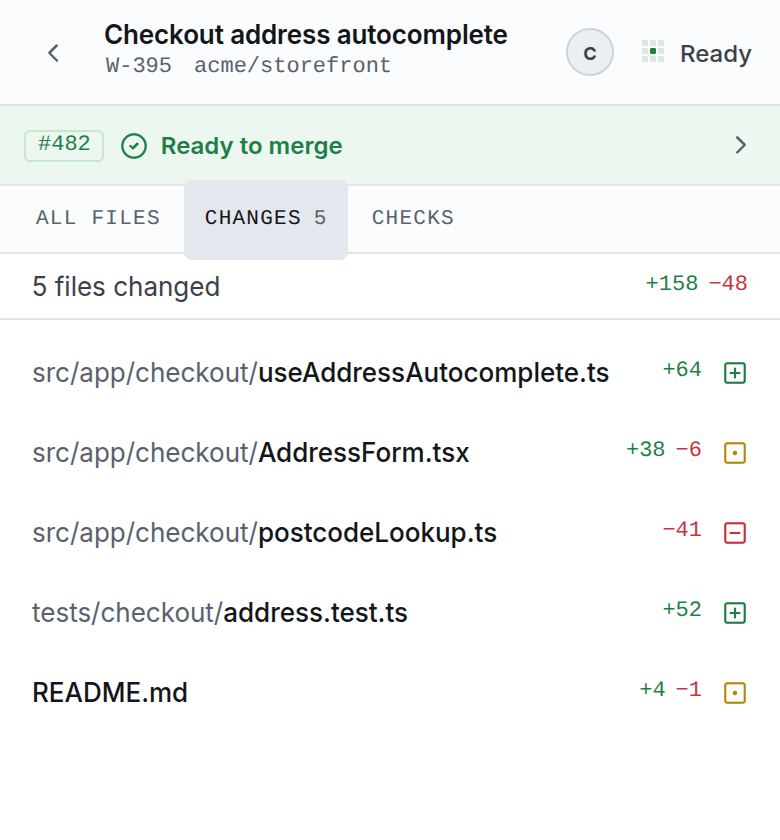 Checkout address autocomplete
W-395 acme/storefront
C
Ready
#482 Ready to merge
ALL FILES CHANGES 5 CHECKS
5 files changed +158 −48
src/app/checkout/useAddressAutocomplete.ts +64
src/app/checkout/AddressForm.tsx +38 −6
src/app/checkout/postcodeLookup.ts −41
tests/checkout/address.test.ts +52
README.md +4 −1